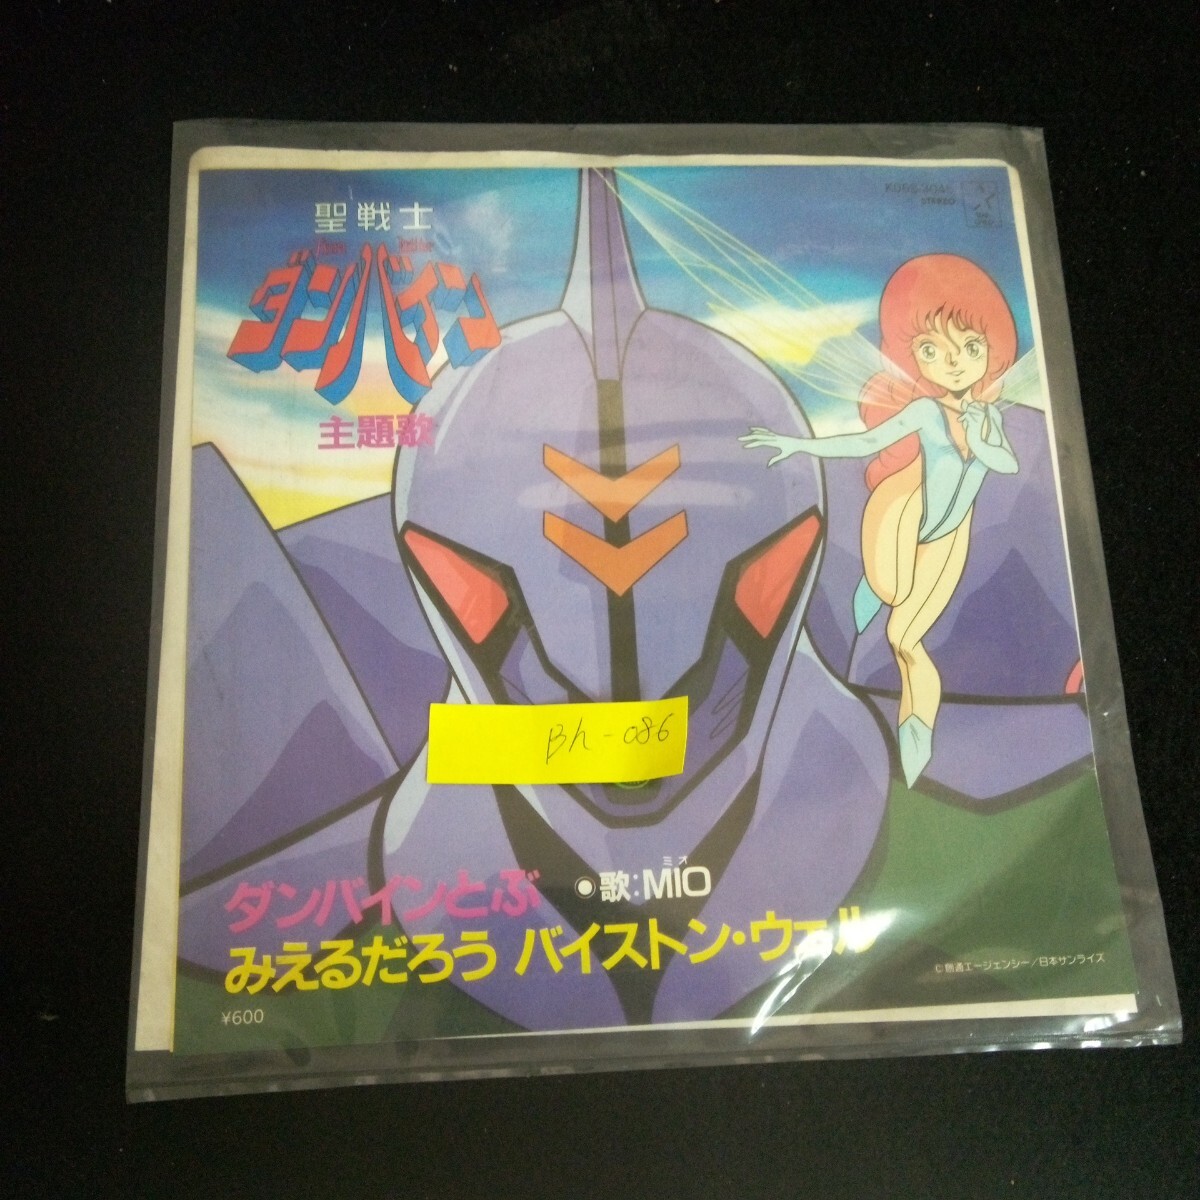 聖戦士
ダンバイン
主題歌
STEREO
Bh-086
ダンバインとぶ
ミオ
●歌:MIO
みえるだろう バイストン・ウェル
©創通エージェンシー/日本サンライズ
¥600